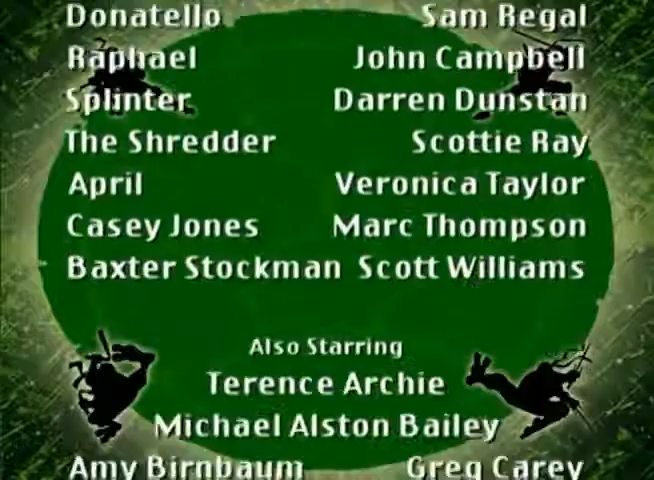 Donatello Sam Regal
Raphael John Campbell
Splinter Darren Dunstan
The Shredder Scottie Ray
April Veronica Taylor
Casey Jones Marc Thompson
Baxter Stockman Scott Williams
Also Starring
Terence Archie
Michael Alston Bailey
Amy Birnbaum Greg Carey